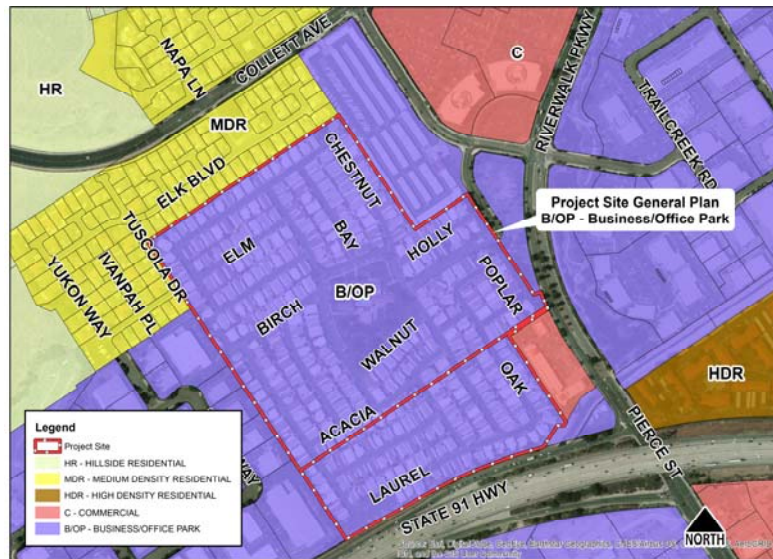 NAPA LN
COLLETT AVE
HR
MDR
C
RIVERWALK PKWY
TRAILCREEK RD
ELK BLVD
CHESTNUT
Project Site General Plan
B/OP - Business/Office Park
TUSCOLA DR
ELM
BAY
HOLLY
YUKON WAY
IVANPAH PL
BIRCH
B/OP
POPLAR
WALNUT
OAK
HDR
ACACIA
LAUREL
PIERCE ST
STATE 91 HWY
WAY
NORTH
Legend
Project Site
HR - HILLSIDE RESIDENTIAL
MDR - MEDIUM DENSITY RESIDENTIAL
HDR - HIGH DENSITY RESIDENTIAL
C - COMMERCIAL
B/OP - BUSINESS/OFFICE PARK